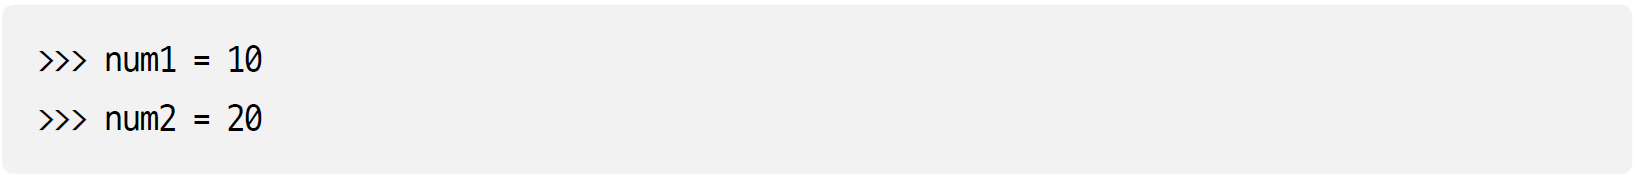 >>> num1 = 10
>>> num2 = 20